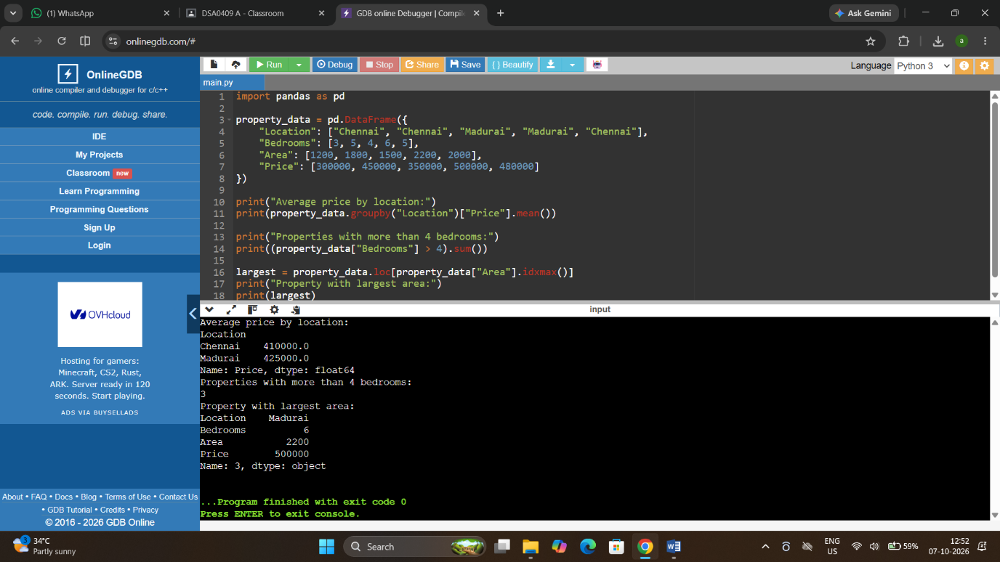 (1) WhatsApp
DSA0409 A - Classroom
GDB online Debugger | Compile
Ask Gemini
onlinegdb.com/#
a
OnlineGDB
online compiler and debugger for c/c++
code. compile. run. debug. share.
IDE
My Projects
Classroom new
Learn Programming
Programming Questions
Sign Up
Login
OVHcloud
Hosting for gamers:
Minecraft, CS2, Rust,
ARK. Server ready in 120
seconds. Start playing.
ADS VIA BUYSELLADS
About • FAQ • Docs • Blog • Terms of Use • Contact Us
• GDB Tutorial • Credits • Privacy
© 2016 - 2026 GDB Online
Run Debug Stop Share Save { } Beautify
Language Python 3
main.py
1 import pandas as pd
2
3 property_data = pd.DataFrame({
4 "Location": ["Chennai", "Chennai", "Madurai", "Madurai", "Chennai"],
5 "Bedrooms": [3, 5, 4, 6, 5],
6 "Area": [1200, 1800, 1500, 2200, 2000],
7 "Price": [300000, 450000, 350000, 500000, 480000]
8 })
9
10 print("Average price by location:")
11 print(property_data.groupby("Location")["Price"].mean())
12
13 print("Properties with more than 4 bedrooms:")
14 print((property_data["Bedrooms"] > 4).sum())
15
16 largest = property_data.loc[property_data["Area"].idxmax()]
17 print("Property with largest area:")
18 print(largest)
input
Average price by location:
Location
Chennai 410000.0
Madurai 425000.0
Name: Price, dtype: float64
Properties with more than 4 bedrooms:
3
Property with largest area:
Location Madurai
Bedrooms 6
Area 2200
Price 500000
Name: 3, dtype: object
...Program finished with exit code 0
Press ENTER to exit console.
3
34°C
Partly sunny
Search
ENG
US
59%
12:52
07-10-2026